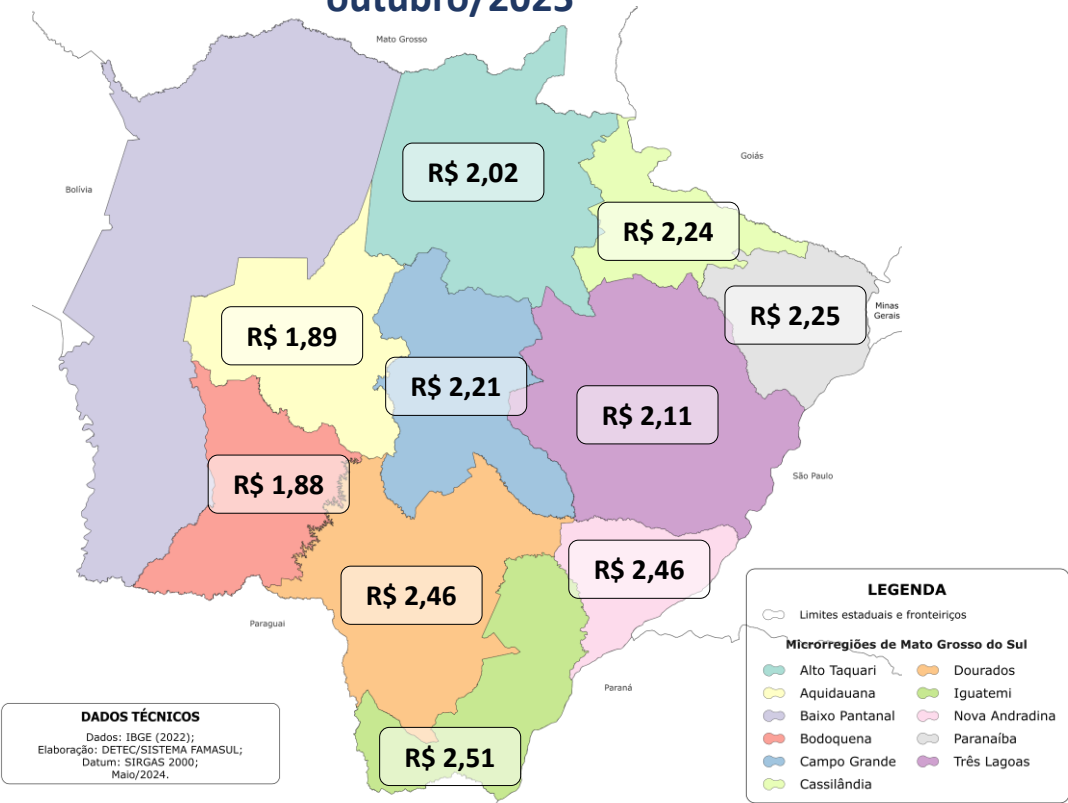 outubro/2025
Mato Grosso
Goiás
Bolívia
R$ 2,02
R$ 2,24
R$ 2,25
Minas
Gerais
R$ 1,89
R$ 2,21
R$ 2,11
São Paulo
R$ 1,88
R$ 2,46
R$ 2,46
Paraguai
Paraná
R$ 2,51
DADOS TÉCNICOS
Dados: IBGE (2022);
Elaboração: DETEC/SISTEMA FAMASUL;
Datum: SIRGAS 2000;
Maio/2024.
LEGENDA
Limites estaduais e fronteiriços
Microrregiões de Mato Grosso do Sul
Alto Taquari
Aquidauana
Baixo Pantanal
Bodoquena
Campo Grande
Cassilândia
Dourados
Iguatemi
Nova Andradina
Paranaíba
Três Lagoas